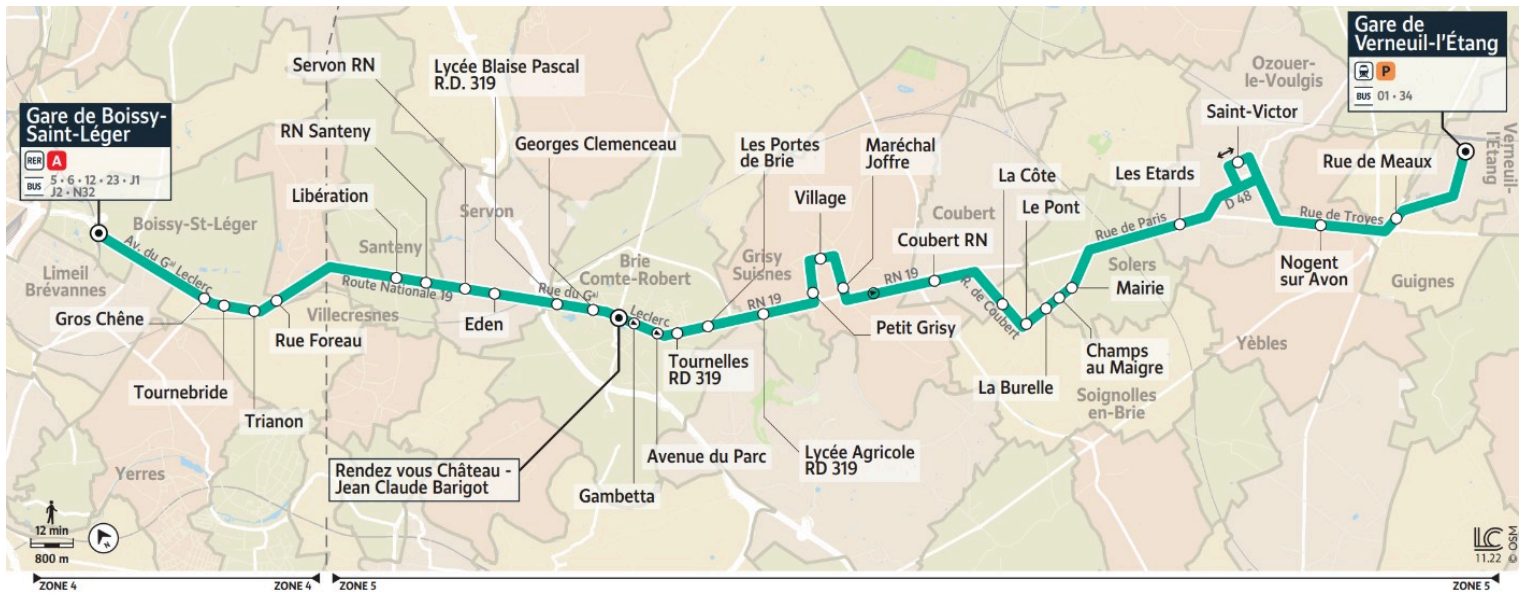 Gare de Boissy-
Saint-Léger
RER A
BUS 5 • 6 • 12 • 23 • J1
J2 • N32
Servon RN
Lycée Blaise Pascal
R.D. 319
RN Santeny
Libération
Georges Clemenceau
Les Portes
de Brie
Maréchal
Joffre
Village
La Côte
Le Pont
Coubert RN
Les Etards
Saint-Victor
Rue de Meaux
Gare de
Verneuil-l'Étang
P
BUS 01 • 34
Ozouer-
le-Voulgis
Verneuil-
l'Étang
Boissy-St-Léger
Servon
Santeny
Limeil
Brévannes
Villecresnes
Yerres
Brie
Comte-Robert
Grisy
Suisnes
Coubert
Solers
Soignolles
en-Brie
Yèbles
Guignes
Av. du Gal Leclerc
Route Nationale 19
Rue du Gal
Leclerc
RN 19
RN 19
R. de Coubert
Rue de Paris
D 48
Rue de Troyes
Gros Chêne
Tournebride
Trianon
Rue Foreau
Eden
Rendez vous Château -
Jean Claude Barigot
Gambetta
Avenue du Parc
Tournelles
RD 319
Lycée Agricole
RD 319
Petit Grisy
La Burelle
Champs
au Maigre
Mairie
Nogent
sur Avon
12 min
800 m
LC
11.22
© OSM
ZONE 4
ZONE 4
ZONE 5
ZONE 5